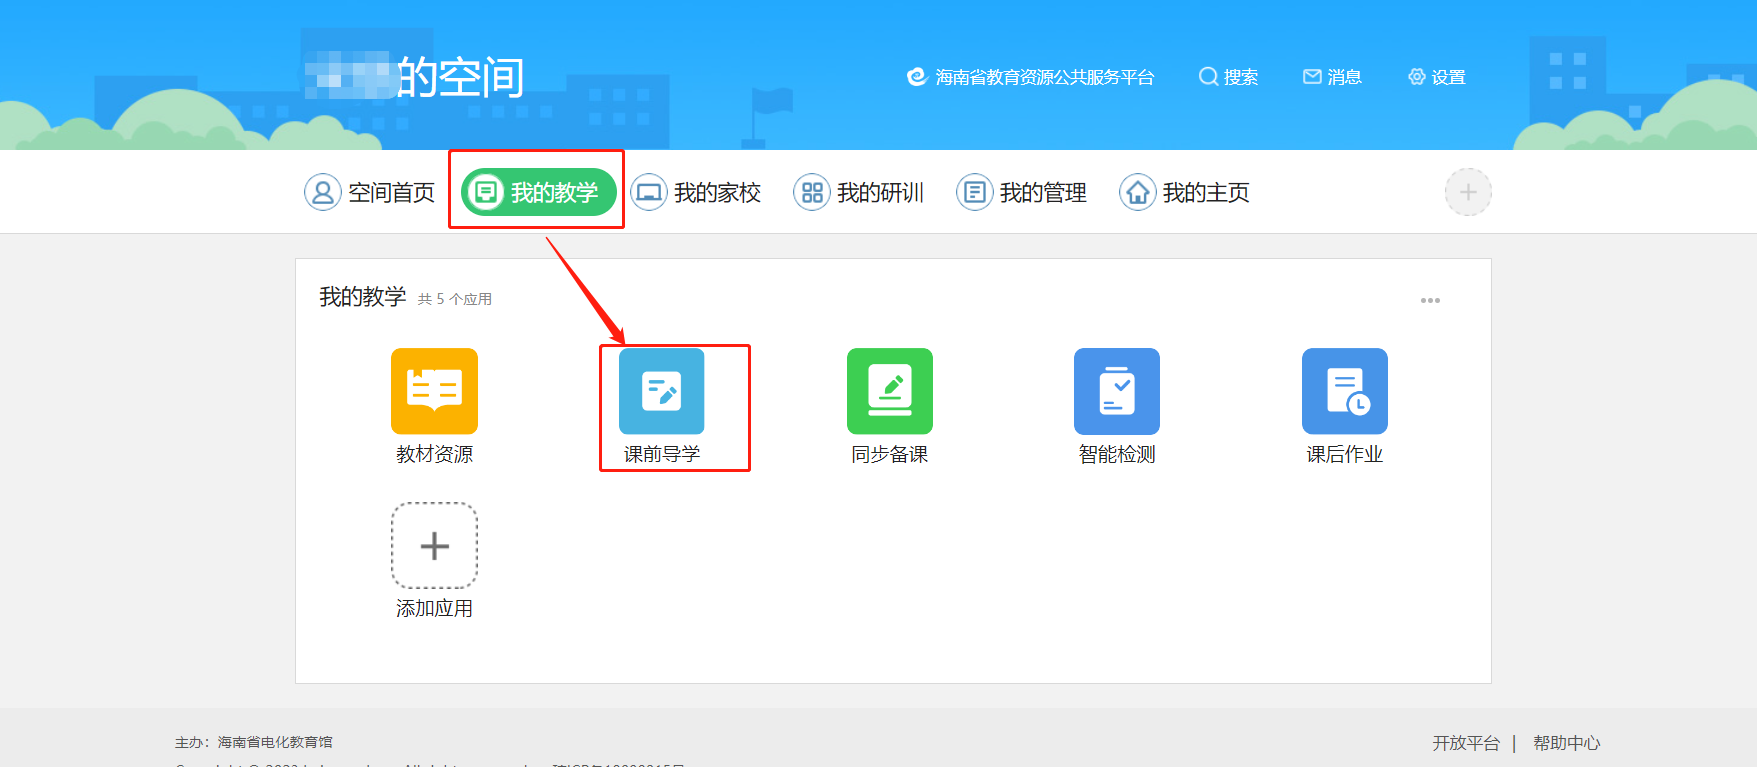 的空间
海南省教育资源公共服务平台 搜索 消息 设置
空间首页 我的教学 我的家校 我的研训 我的管理 我的主页
我的教学 共 5 个应用
教材资源 课前导学 同步备课 智能检测 课后作业
添加应用
主办：海南省电化教育馆
开放平台 | 帮助中心